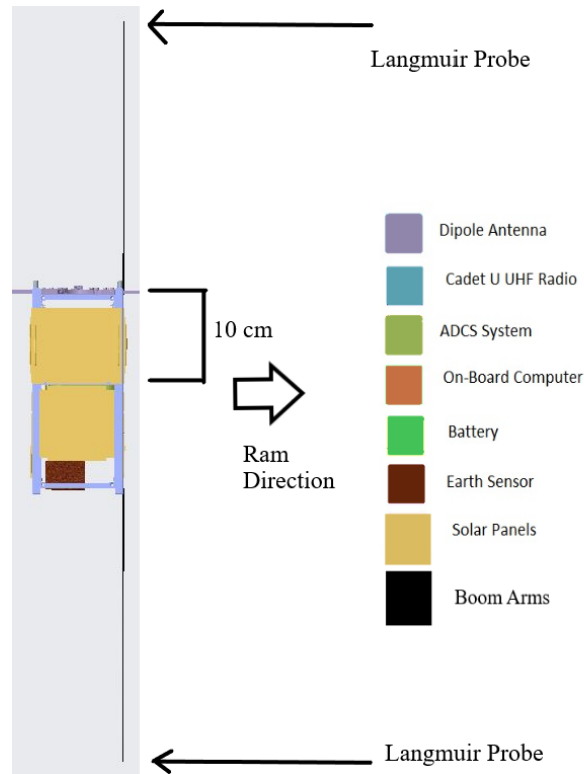 Langmuir Probe
Dipole Antenna
Cadet U UHF Radio
10 cm
ADCS System
On-Board Computer
Ram
Direction
Battery
Earth Sensor
Solar Panels
Boom Arms
Langmuir Probe